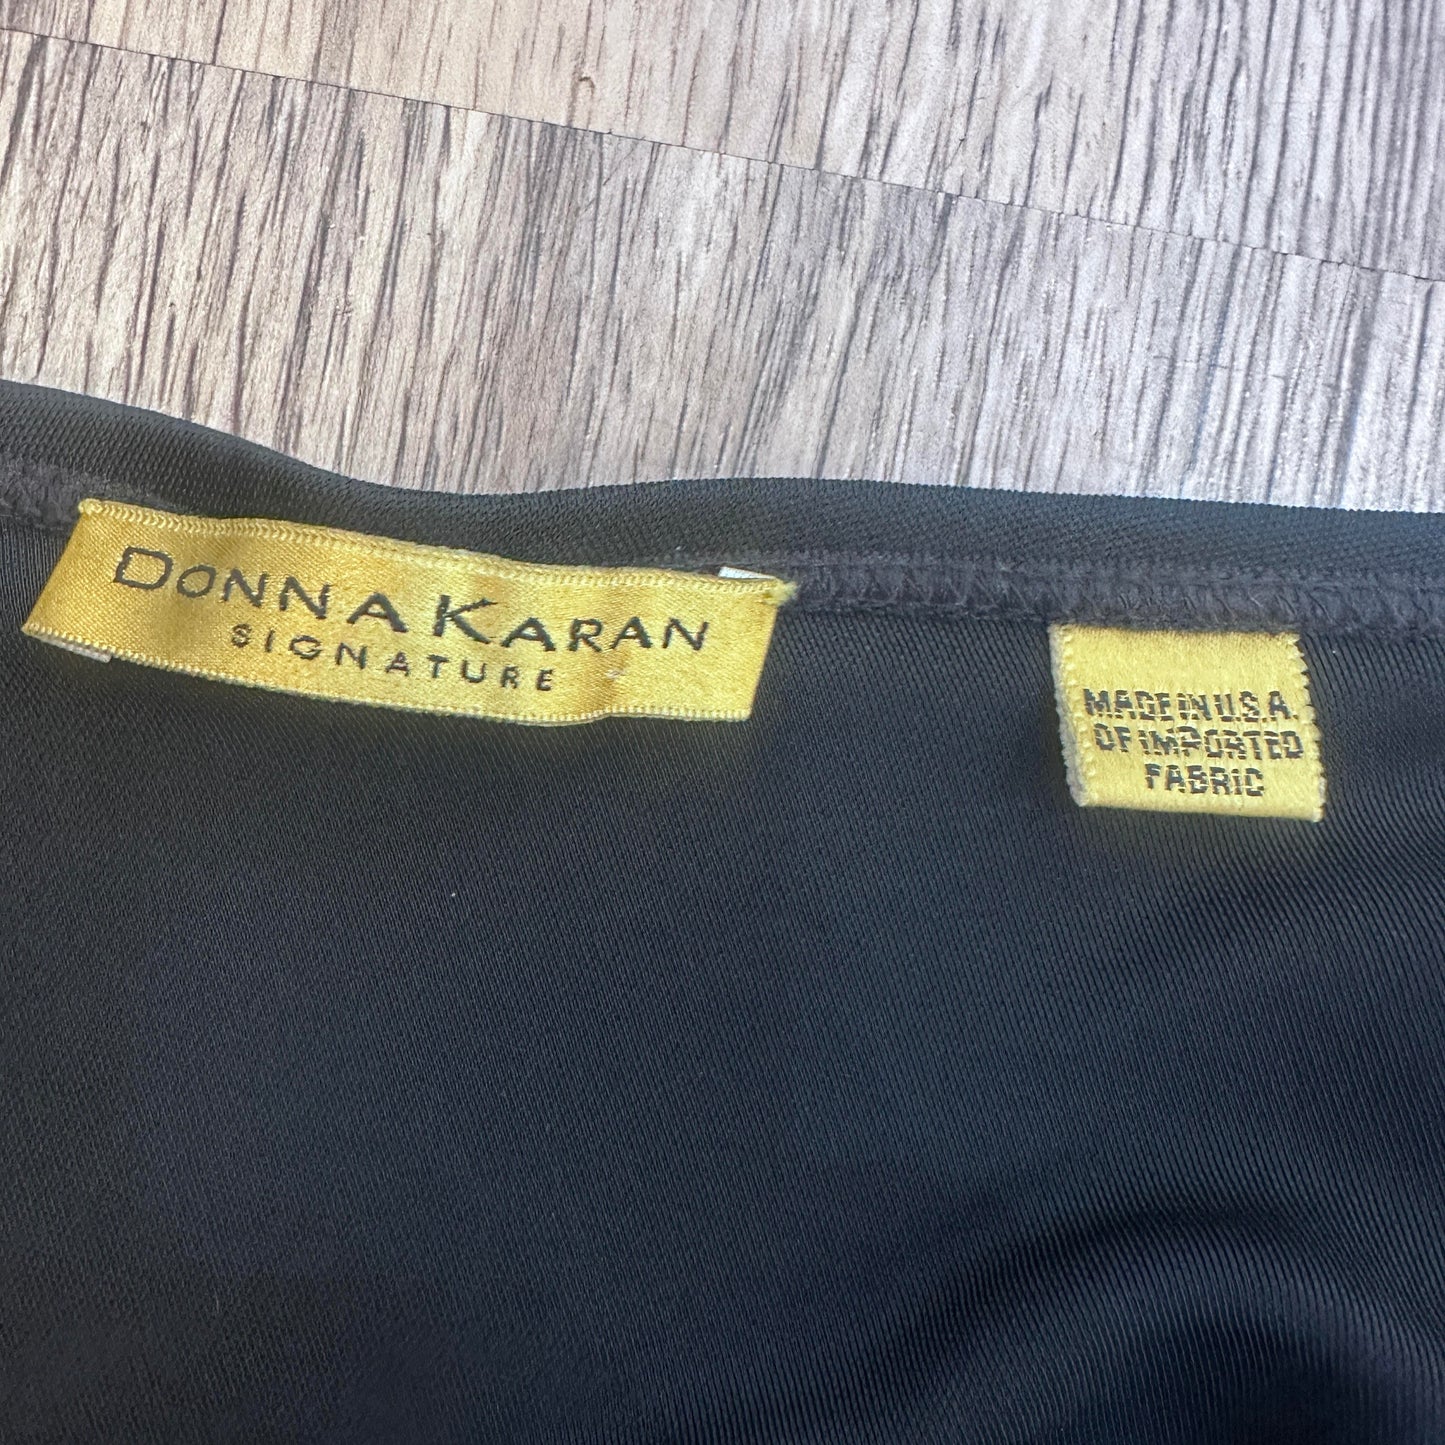 DONNA KARAN
SIGNATURE
MADE IN U.S.A.
OF IMPORTED
FABRIC